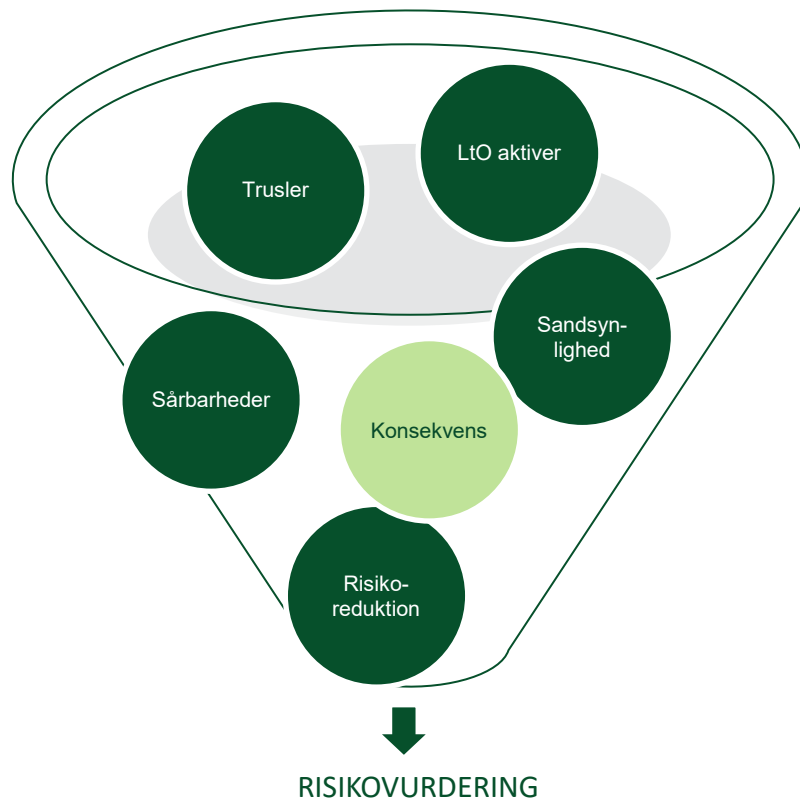 LtO aktiver
Trusler
Sandsyn-
lighed
Sårbarheder
Konsekvens
Risiko-
reduktion
RISIKOVURDERING